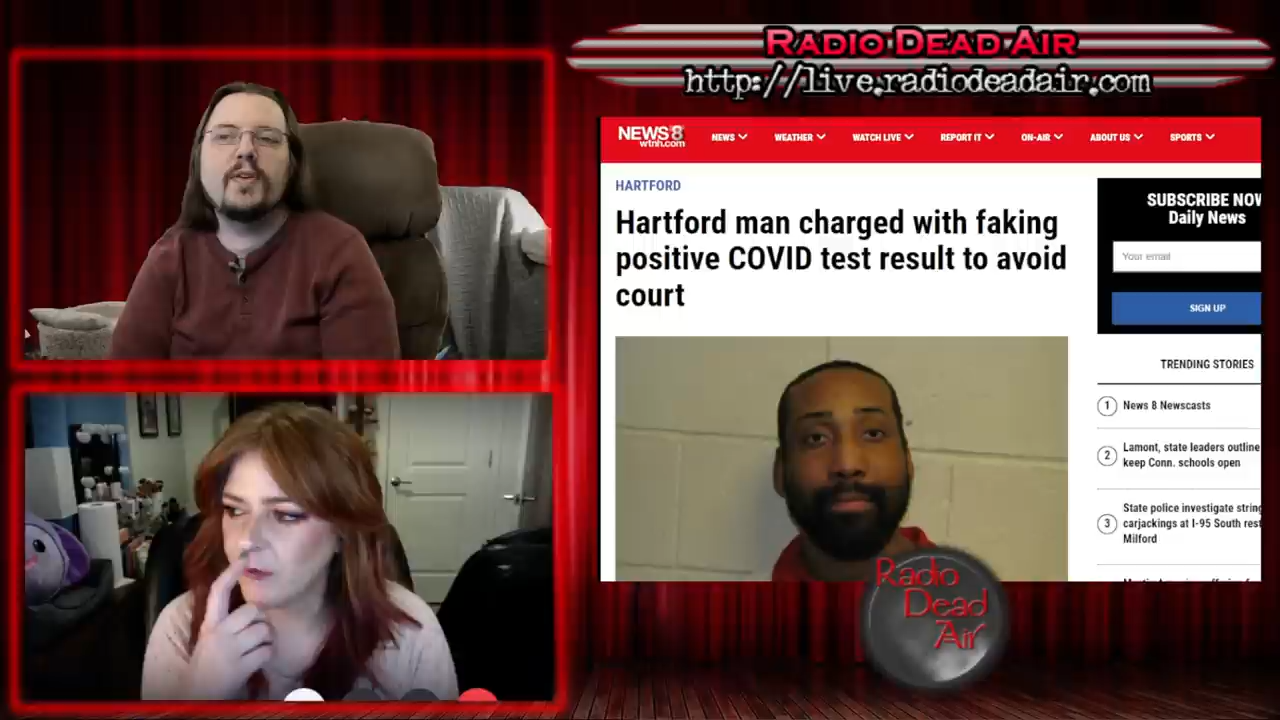 RADIO DEAD AIR
http://live.radiodeadair.com
NEWS 8
wtnh.com
NEWS
WEATHER
WATCH LIVE
REPORT IT
ON-AIR
ABOUT US
SPORTS
HARTFORD
Hartford man charged with faking
positive COVID test result to avoid
court
SUBSCRIBE NOW
Daily News
Your email
SIGN UP
TRENDING STORIES
1 News 8 Newscasts
2 Lamont, state leaders outline
keep Conn. schools open
3 State police investigate string
carjackings at I-95 South rest
Milford
Radio
Dead
Air